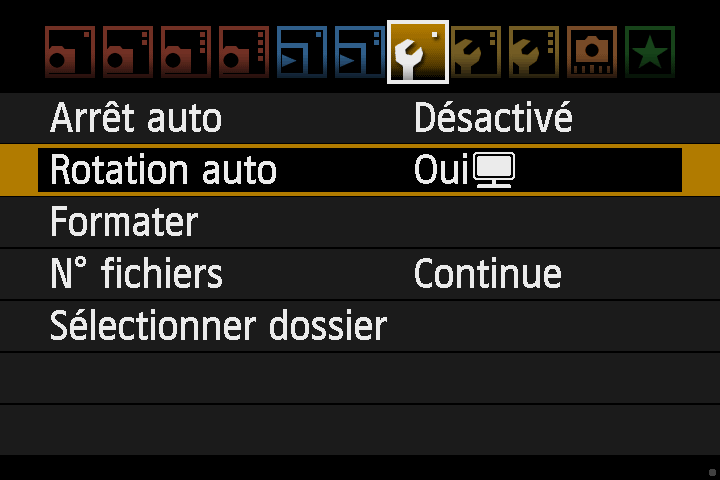 Arrêt auto Désactivé
Rotation auto Oui
Formater
N° fichiers Continue
Sélectionner dossier